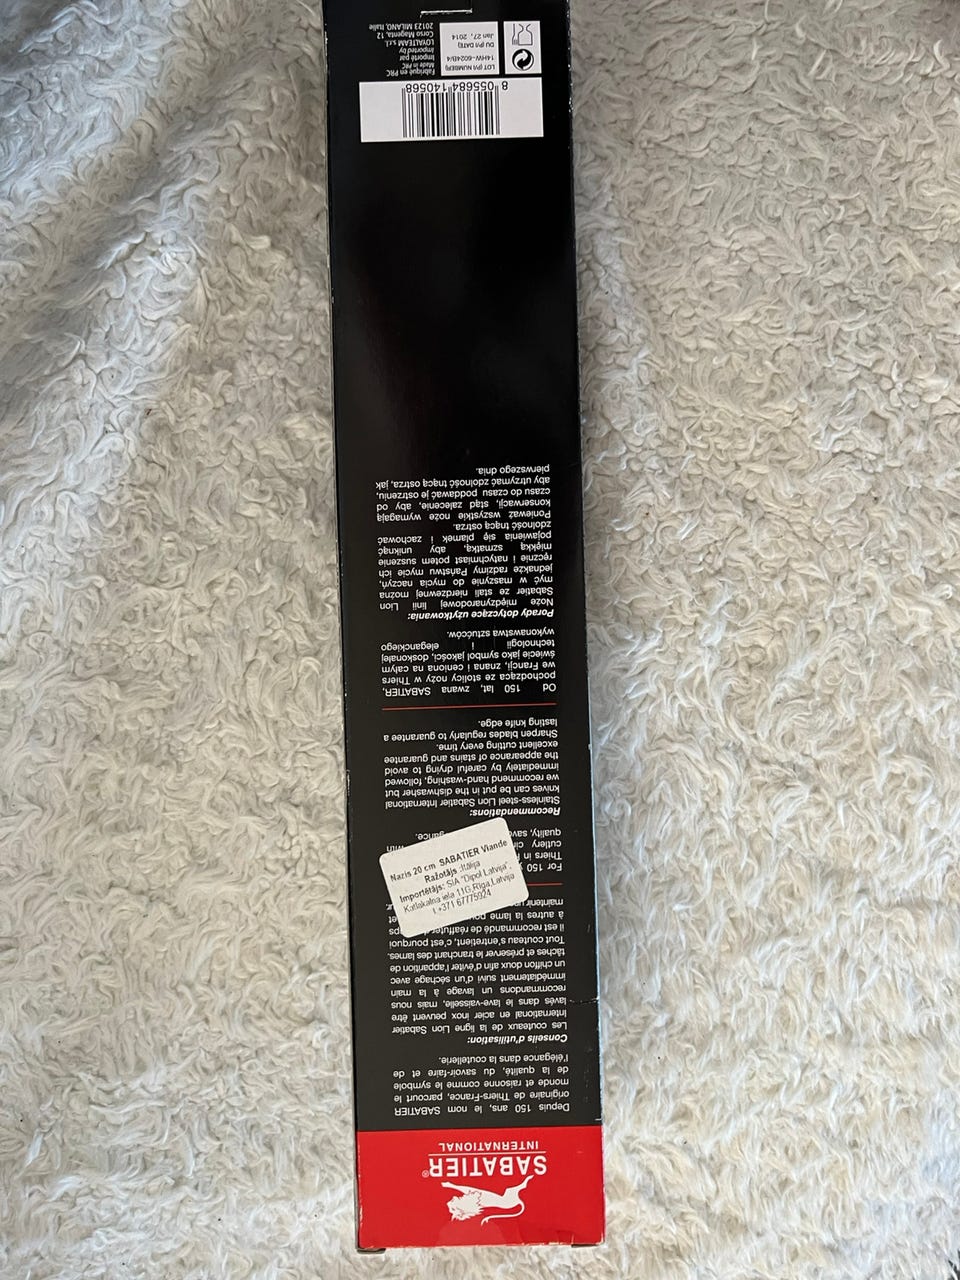 SABATIER®
INTERNATIONAL
Depuis 150 ans, le nom SABATIER
originaire de Thiers-France, parcourt le
monde et raisonne comme le symbole
de la qualité, du savoir-faire et de
l'élégance dans la coutellerie.
Conseils d'utilisation:
Les couteaux de la ligne Lion Sabatier
International en acier inox peuvent être
lavés dans le lave-vaisselle, mais nous
recommandons un lavage à la main
immédiatement suivi d'un séchage avec
un chiffon doux afin d'éviter l'apparition de
tâches et préserver le tranchant des lames.
Tout couteau s'entretient, c'est pourquoi
il est recommandé de réaffuter
à autres la lame
maintenir
Nazis 20 cm SABATIER Viande
Ražotājs :Itālija
Importētājs: SIA "Dipol Latvija",
Katlakalna iela 11G,Rīga,Latvija
t.+371 67775924
For 150
Thiers in
cutlery
quality,
Recommendations:
Stainless-steel Lion Sabatier International
knives can be put in the dishwasher but
we recommend hand-washing, followed
immediately by careful drying to avoid
the appearance of stains and guarantee
excellent cutting every time.
Sharpen blades regularly to guarantee a
lasting knife edge.
Od 150 lat, zwana SABATIER,
pochodząca ze stolicy noży w Thiers
we Francji, znana i ceniona na całym
świecie jako symbol jakości, doskonałej
technologii i eleganckiego
wykonawstwa sztućców.
Porady dotyczące użytkowania:
Noże międzynarodowej linii Lion
Sabatier ze stali nierdzewnej można
myć w maszynie do mycia naczyń,
jednakże radzimy Państwu mycie ich
ręcznie i natychmiast potem suszenie
miękką szmatką, aby uniknąć
pojawienia się plamek i zachować
zdolność tnącą ostrza.
Ponieważ wszystkie noże wymagają
konserwacji, stąd zalecenie, aby od
czasu do czasu poddawać je ostrzeniu,
aby utrzymać zdolność tnącą ostrza, jak
pierwszego dnia.
8 055684 140568
LOT (P/I NUMBER)
14HW-6024B/4
DU (P/I DATE)
Jan 27, 2014
Fabriqué en PRC
Made in PRC
Importé par
Imported by
LOYALTEAM s.r.l.
Corso Magenta, 12
20123 MILANO, Italie